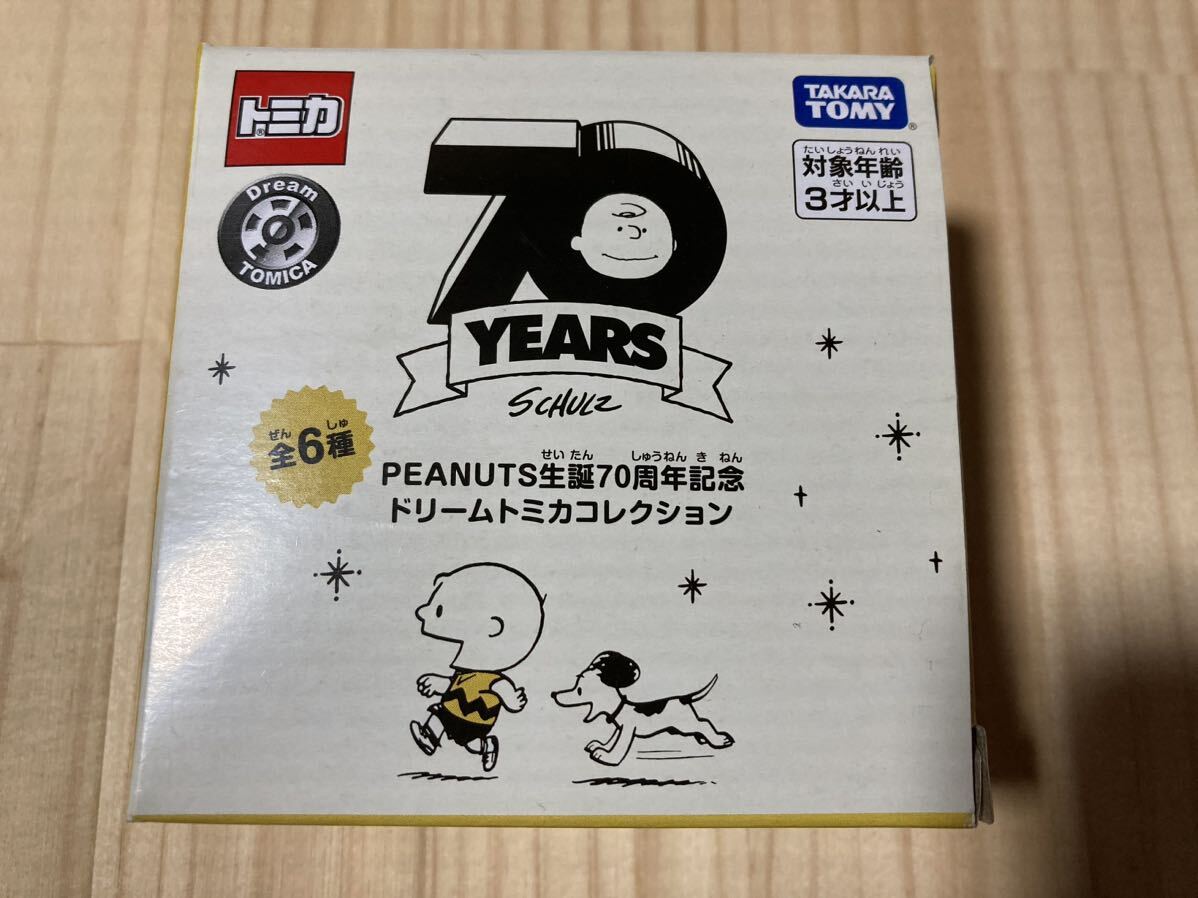 トミカ®
Dream
TOMICA
TAKARA
TOMY®
たいしょうねんれい
対象年齢
さい い じょう
3才以上
70
YEARS
SCHULZ
ぜん しゅ
全6種
せいたん しゅうねん き ねん
PEANUTS生誕70周年記念
ドリームトミカコレクション